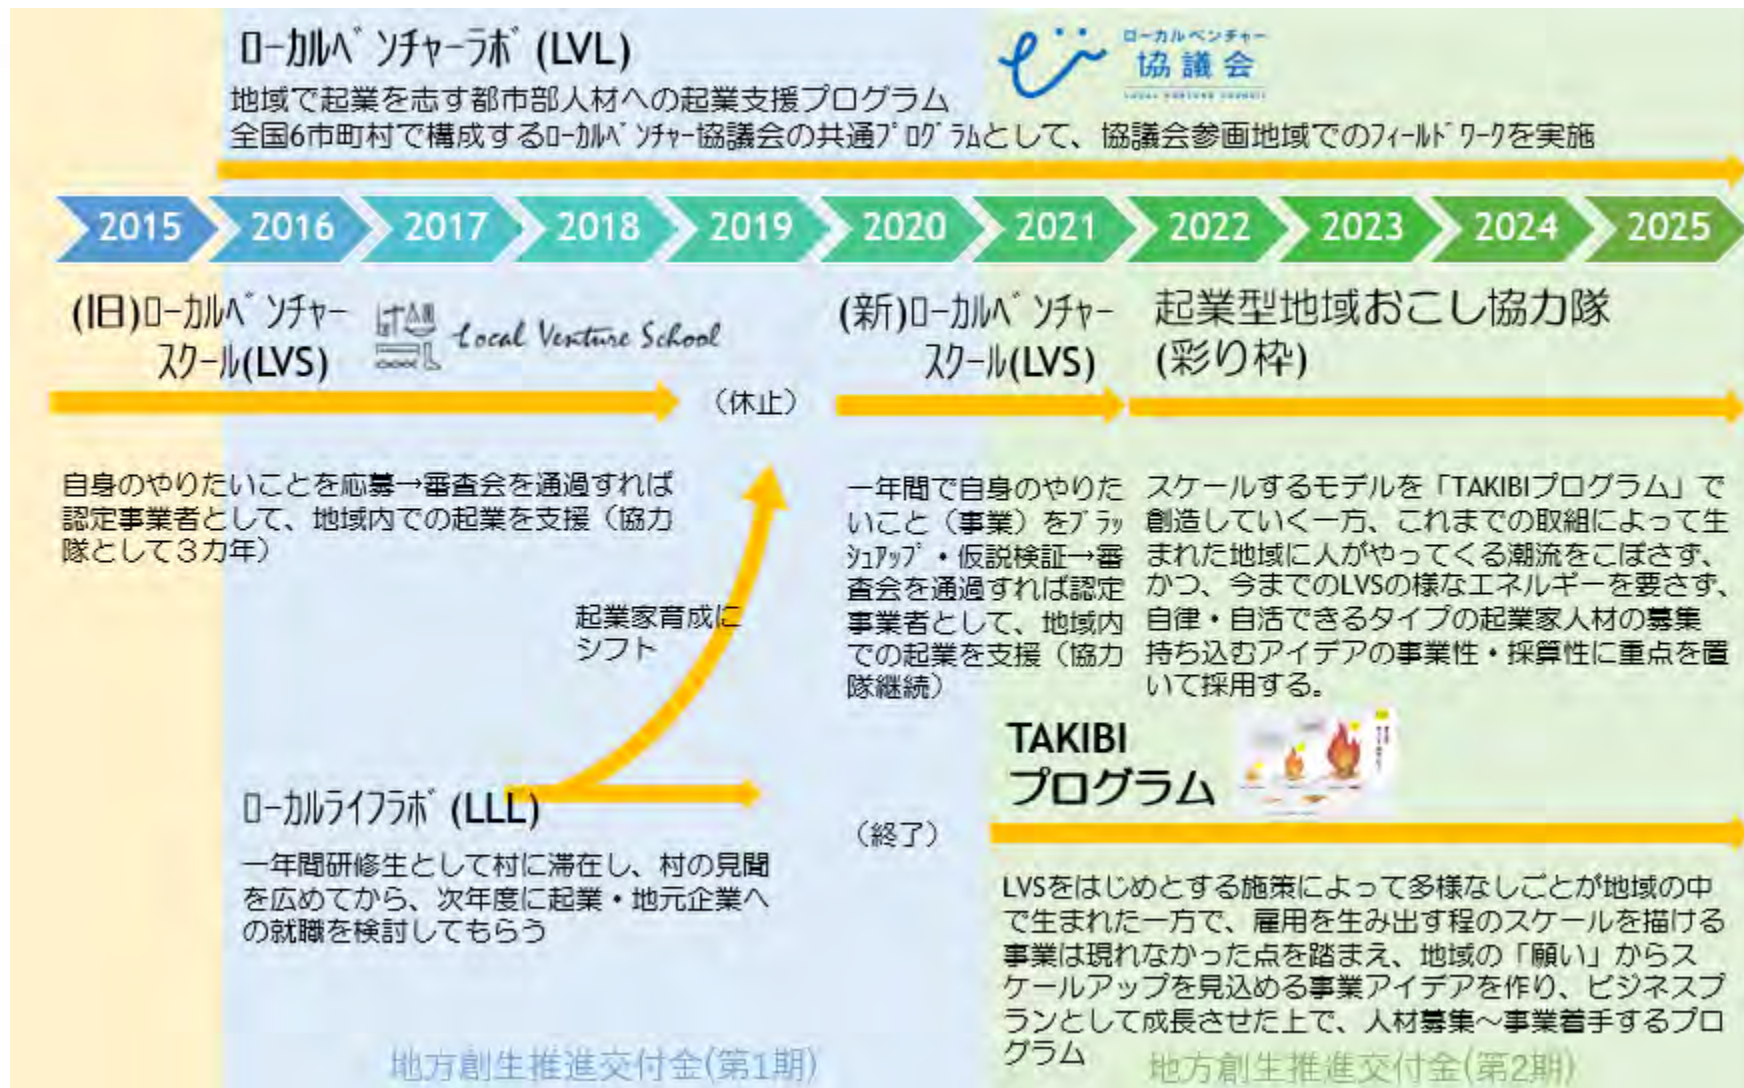 ﾛｰｶﾙﾍﾞﾝﾁｬｰﾗﾎﾞ(LVL)
地域で起業を志す都市部人材への起業支援プログラム
全国6市町村で構成するﾛｰｶﾙﾍﾞﾝﾁｬｰ協議会の共通ﾌﾟﾛｸﾞﾗﾑとして、協議会参画地域でのﾌｨｰﾙﾄﾞﾜｰｸを実施
ローカルベンチャー
協議会
LOCAL VENTURE COUNCIL
2015 2016 2017 2018 2019 2020 2021 2022 2023 2024 2025
(旧)ﾛｰｶﾙﾍﾞﾝﾁｬｰ
ｽｸｰﾙ(LVS)
Local Venture School
（休止）
(新)ﾛｰｶﾙﾍﾞﾝﾁｬｰ
ｽｸｰﾙ(LVS)
起業型地域おこし協力隊
(彩り枠)
自身のやりたいことを応募→審査会を通過すれば
認定事業者として、地域内での起業を支援（協力
隊として３カ年）
一年間で自身のやりた
いこと（事業）をﾌﾞﾗｯ
ｼｭｱｯﾌﾟ・仮説検証→審
査会を通過すれば認定
事業者として、地域内
での起業を支援（協力
隊継続）
スケールするモデルを「TAKIBIプログラム」で
創造していく一方、これまでの取組によって生
まれた地域に人がやってくる潮流をこぼさず、
かつ、今までのLVSの様なエネルギーを要さず、
自律・自活できるタイプの起業家人材の募集
持ち込むアイデアの事業性・採算性に重点を置
いて採用する。
起業家育成に
シフト
ﾛｰｶﾙﾗｲﾌﾗﾎﾞ(LLL)
一年間研修生として村に滞在し、村の見聞
を広めてから、次年度に起業・地元企業へ
の就職を検討してもらう
（終了）
TAKIBI
プログラム
LVSをはじめとする施策によって多様なしごとが地域の中
で生まれた一方で、雇用を生み出す程のスケールを描ける
事業は現れなかった点を踏まえ、地域の「願い」からス
ケールアップを見込める事業アイデアを作り、ビジネスプ
ランとして成長させた上で、人材募集～事業着手するプロ
グラム
地方創生推進交付金(第1期)
地方創生推進交付金(第2期)